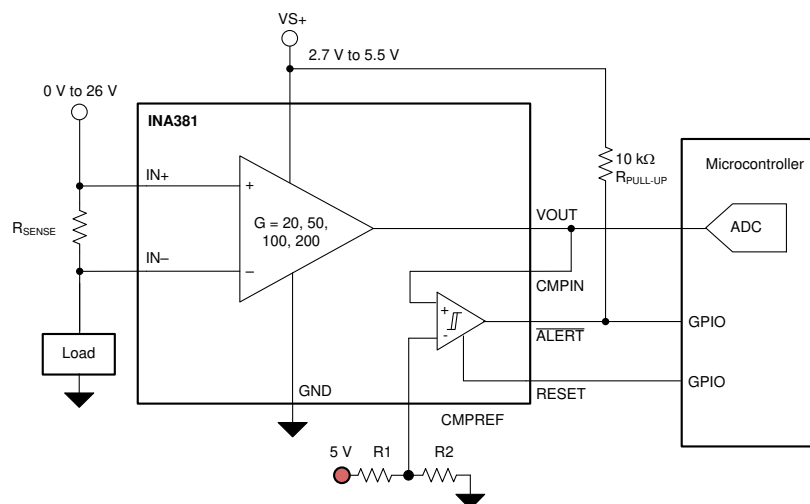 VS+
2.7 V to 5.5 V
0 V to 26 V
INA381
10 kΩ
RPULL-UP
Microcontroller
IN+
+
G = 20, 50,
100, 200
VOUT
ADC
RSENSE
IN–
–
CMPIN
+
-
ALERT
GPIO
Load
GND
RESET
GPIO
CMPREF
5 V
R1
R2